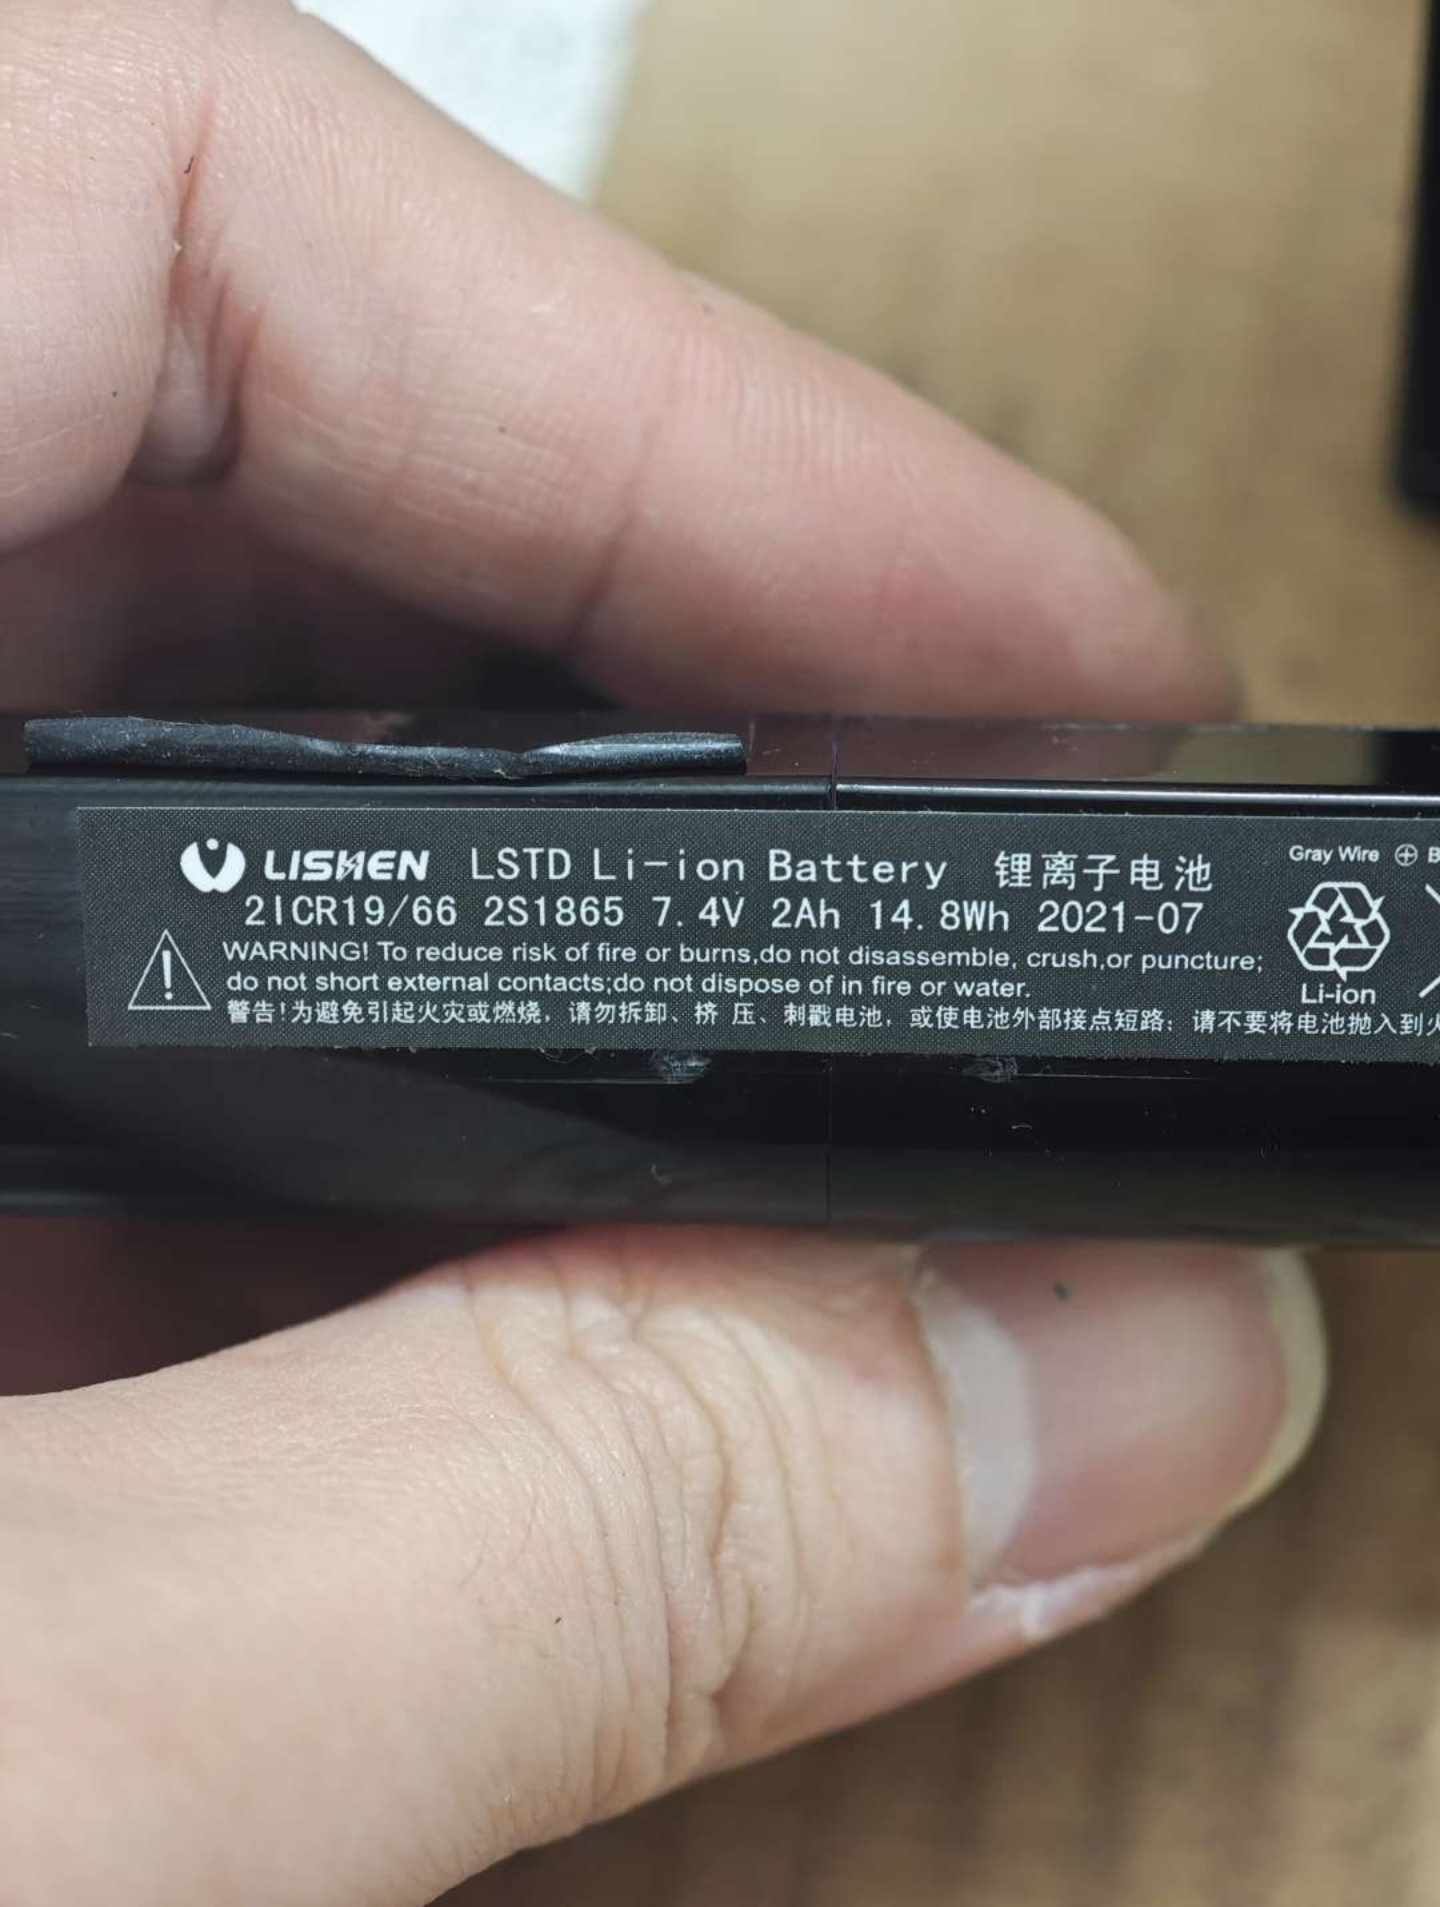 LISHEN LSTD Li-ion Battery 锂离子电池
2ICR19/66 2S1865 7.4V 2Ah 14.8Wh 2021-07
WARNING! To reduce risk of fire or burns,do not disassemble, crush,or puncture;
do not short external contacts;do not dispose of in fire or water.
警告!为避免引起火灾或燃烧，请勿拆卸、挤 压、刺戳电池，或使电池外部接点短路；请不要将电池抛入到火
Gray Wire ⊕ B
Li-ion